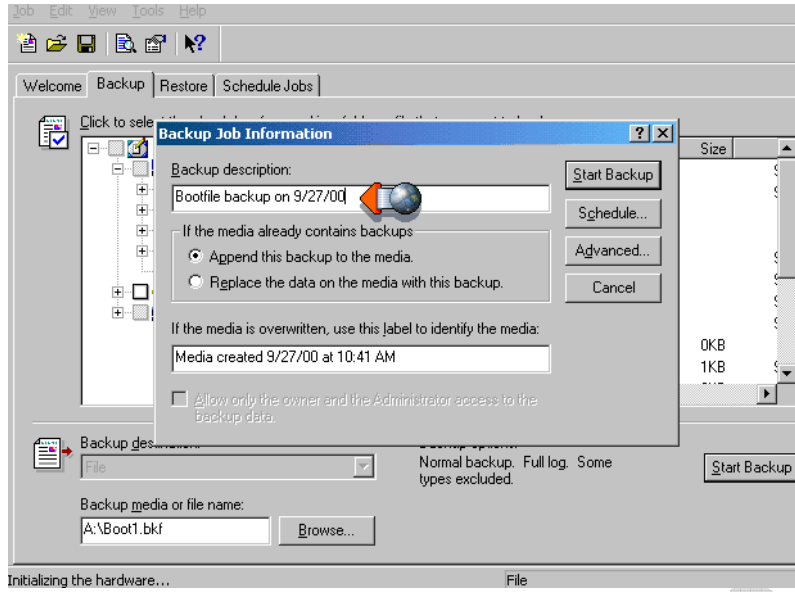 Job Edit View Tools Help
Welcome Backup Restore Schedule Jobs
Click to sele
Backup Job Information
Size
Backup description:
Start Backup
Bootfile backup on 9/27/00
Schedule...
If the media already contains backups
Append this backup to the media.
Advanced...
Replace the data on the media with this backup.
Cancel
If the media is overwritten, use this label to identify the media:
0KB
Media created 9/27/00 at 10:41 AM
1KB
Allow only the owner and the Administrator access to the
backup data.
Backup
File
Normal backup. Full log. Some
types excluded.
Start Backup
Backup media or file name:
A:\Boot1.bkf
Browse...
Initializing the hardware...
File